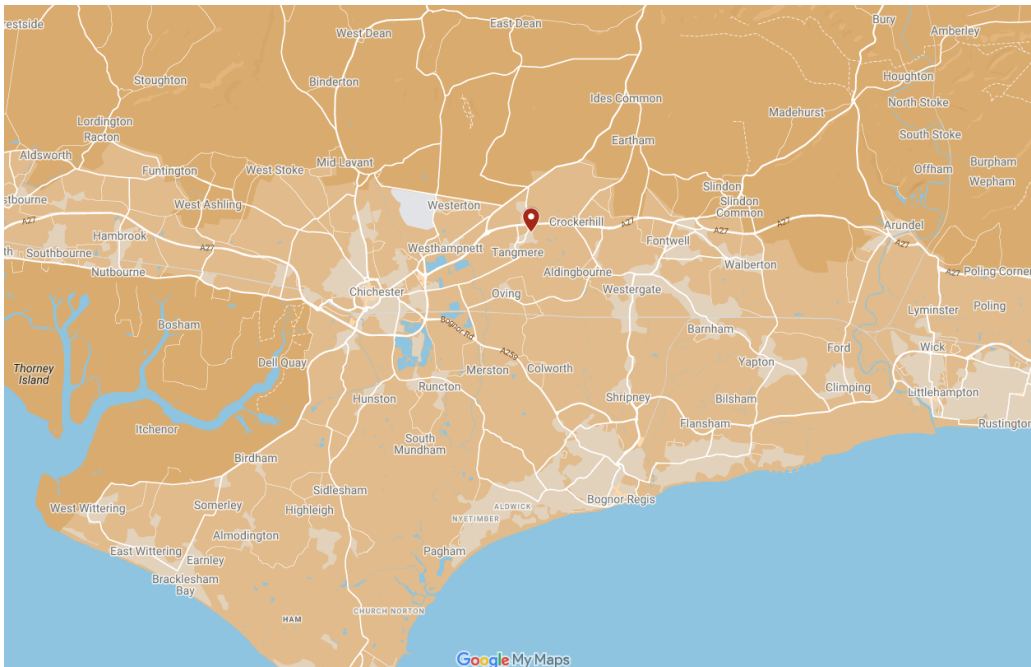 restside
West Dean
East Dean
Bury
Amberley
Stoughton
Binderton
Houghton
Ides Common
North Stoke
Madehurst
Lordington
Racton
South Stoke
Eartham
Aldsworth
Funtington
West Stoke
Mid Lavant
Offham
Burpham
Wepham
stbourne
Slindon
Slindon
Common
West Ashling
Westerton
A27
Hambrook
Crockerhill
A27
A27
A27
Arundel
A27
th
Southbourne
A27
Westhampnett
Tangmere
Fontwell
Nutbourne
Aldingbourne
Walberton
A27
Poling Corner
Chichester
Oving
Westergate
Lyminster
Poling
Bosham
Bognor Rd
Barnham
A259
Ford
Wick
Thorney
Island
Dell Quay
Merston
Colworth
Yapton
Runcton
Climping
Littlehampton
Hunston
Shripney
Bilsham
Itchenor
South
Mundham
Flansham
Rustington
Birdham
Sidlesham
West Wittering
Somerley
Highleigh
ALDWICK
Bognor Regis
NYETIMBER
Almodington
East Wittering
Earnley
Pagham
Bracklesham
Bay
CHURCH NORTON
HAM
Google My Maps